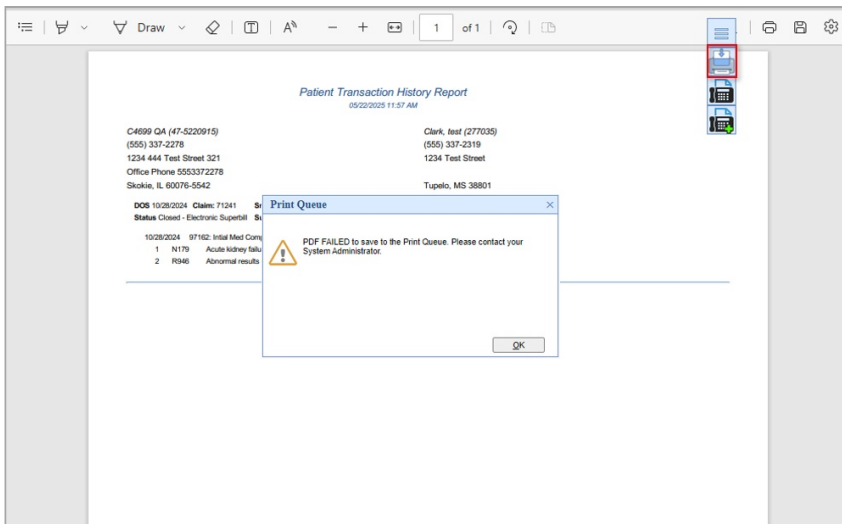 Draw
1 of 1
Patient Transaction History Report
05/22/2025 11:57 AM
C4699 QA (47-5220915)
(555) 337-2278
1234 444 Test Street 321
Office Phone 5553372278
Skokie, IL 60076-5542
Clark, test (277035)
(555) 337-2319
1234 Test Street
Tupelo, MS 38801
DOS 10/28/2024 Claim: 71241
Status Closed - Electronic Superbill
10/28/2024 97162: Intial Med
1 N179 Acute kidney
2 R946 Abnormal results
Print Queue
PDF FAILED to save to the Print Queue. Please contact your
System Administrator.
OK